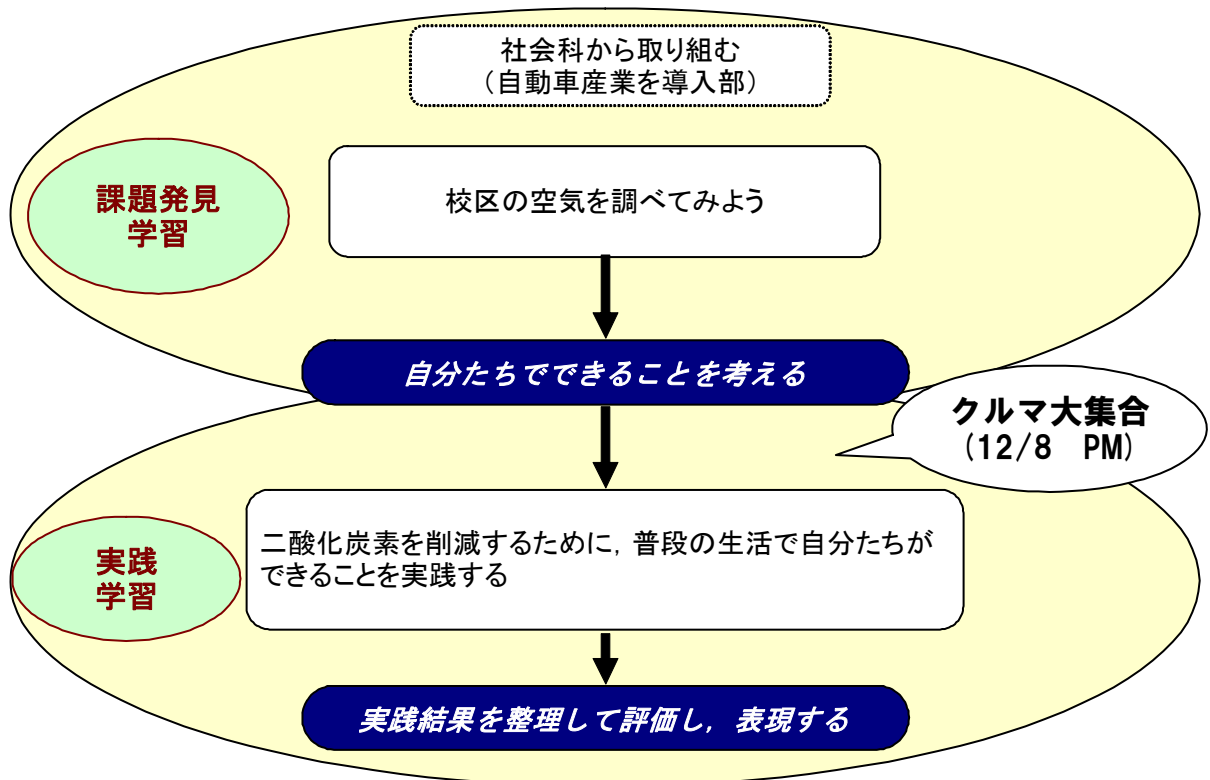 社会科から取り組む
（自動車産業を導入部）
課題発見
学習
校区の空気を調べてみよう
自分たちでできることを考える
クルマ大集合
（12/8　PM）
実践
学習
二酸化炭素を削減するために，普段の生活で自分たちが
できることを実践する
実践結果を整理して評価し，表現する